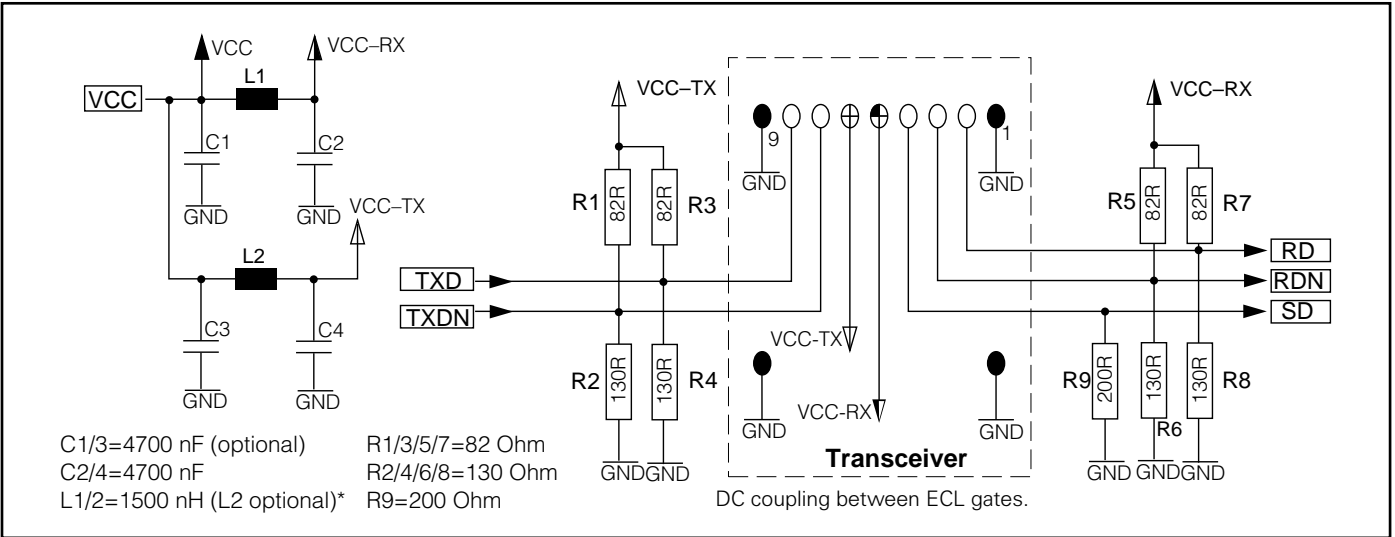 VCC
VCC–RX
L1
VCC
C1
C2
GND
GND
VCC–TX
L2
C3
C4
GND
GND
C1/3=4700 nF (optional)
C2/4=4700 nF
L1/2=1500 nH (L2 optional)*
R1/3/5/7=82 Ohm
R2/4/6/8=130 Ohm
R9=200 Ohm
VCC–TX
R1
82R
82R
R3
TXD
TXDN
R2
130R
130R
R4
GND
GND
9
1
GND
GND
VCC-TX
VCC-RX
GND
GND
Transceiver
DC coupling between ECL gates.
VCC–RX
R5
82R
82R
R7
RD
RDN
SD
R9
200R
130R
130R
R8
R6
GND
GND
GND